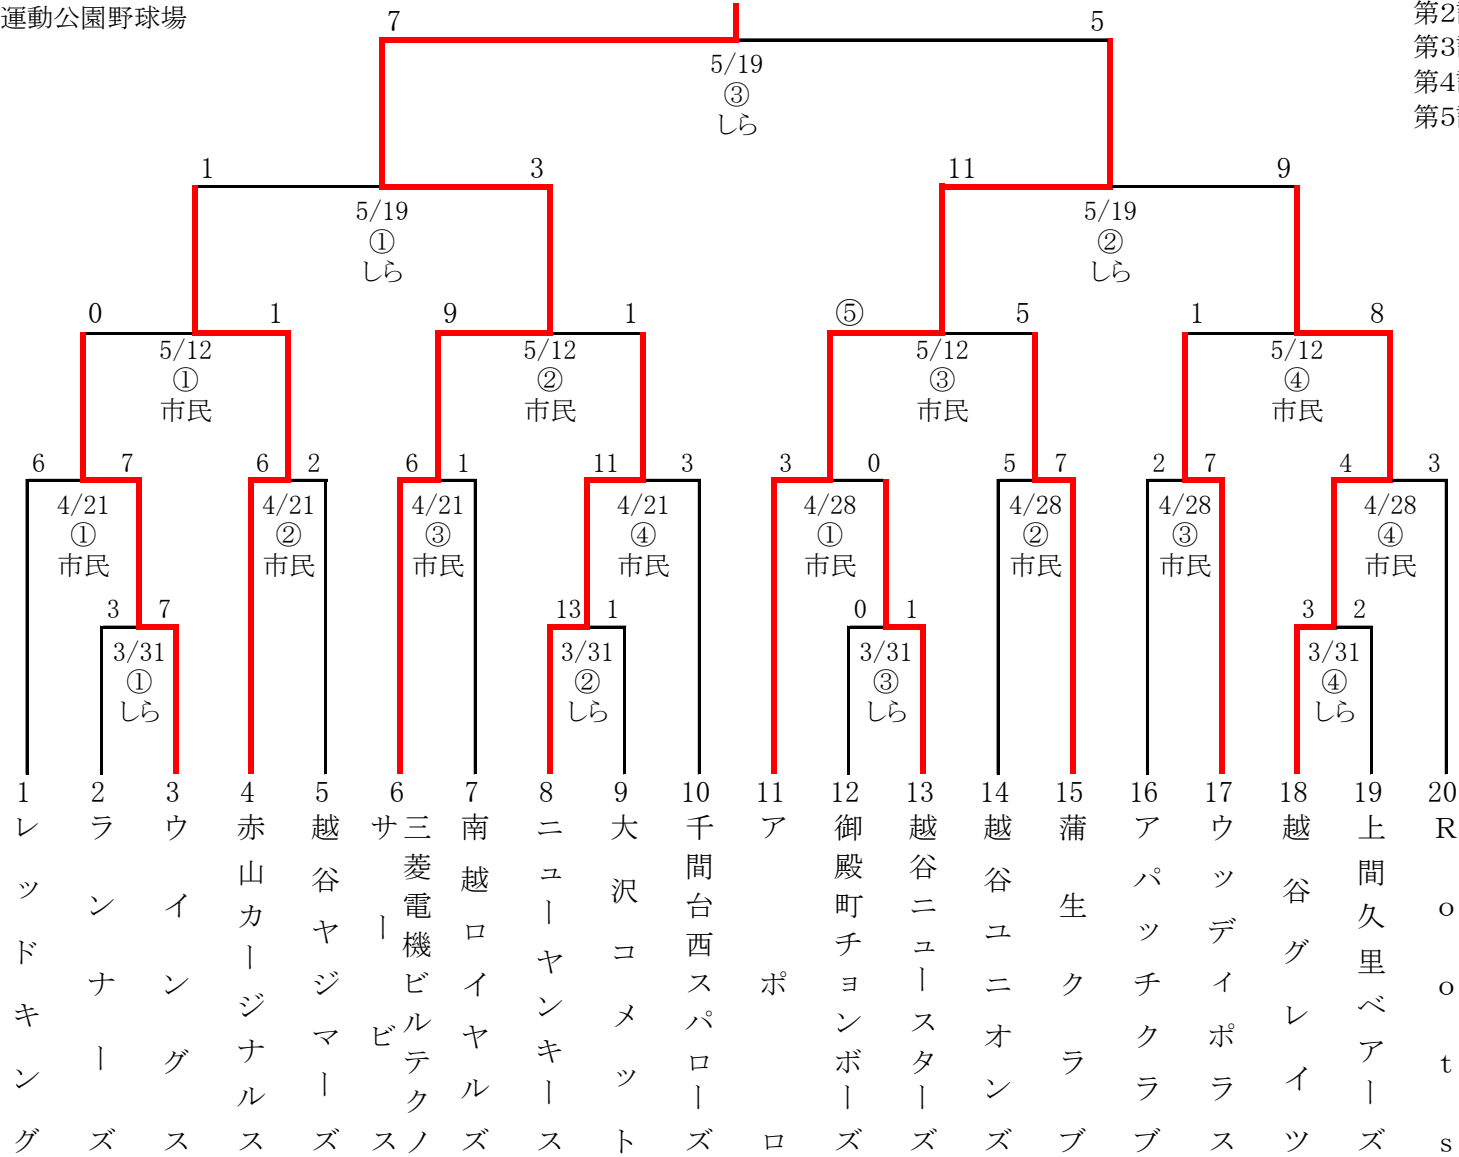 運動公園野球場
第2
第3
第4
第5
7 5
5/19
③
しら
1 3 11 9
5/19 5/19
① ②
しら しら
0 1 9 1 ⑤ 5 1 8
5/12 5/12 5/12 5/12
① ② ③ ④
市民 市民 市民 市民
6 7 6 2 6 1 11 3 3 0 5 7 2 7 4 3
4/21 4/21 4/21 4/21 4/28 4/28 4/28 4/28
① ② ③ ④ ① ② ③ ④
市民 市民 市民 市民 市民 市民 市民 市民
3 7 13 1 0 1 3 2
3/31 3/31 3/31 3/31
① ② ③ ④
しら しら しら しら
1 2 3 4 5 6 7 8 9 10 11 12 13 14 15 16 17 18 19 20
レッドキング
ランナーズ
ウイングス
赤山カージナルス
越谷ヤジマーズ
三菱電機ビルテクノ
サービス
南越ロイヤルズ
ニューヤンキース
大沢コメット
千間台西スパローズ
アポロ
御殿町チョンボーズ
越谷ニュースターズ
越谷ユニオンズ
蒲生クラブ
アパッチクラブ
ウッディポラス
越谷グレイツ
上間久里ベアーズ
Roots